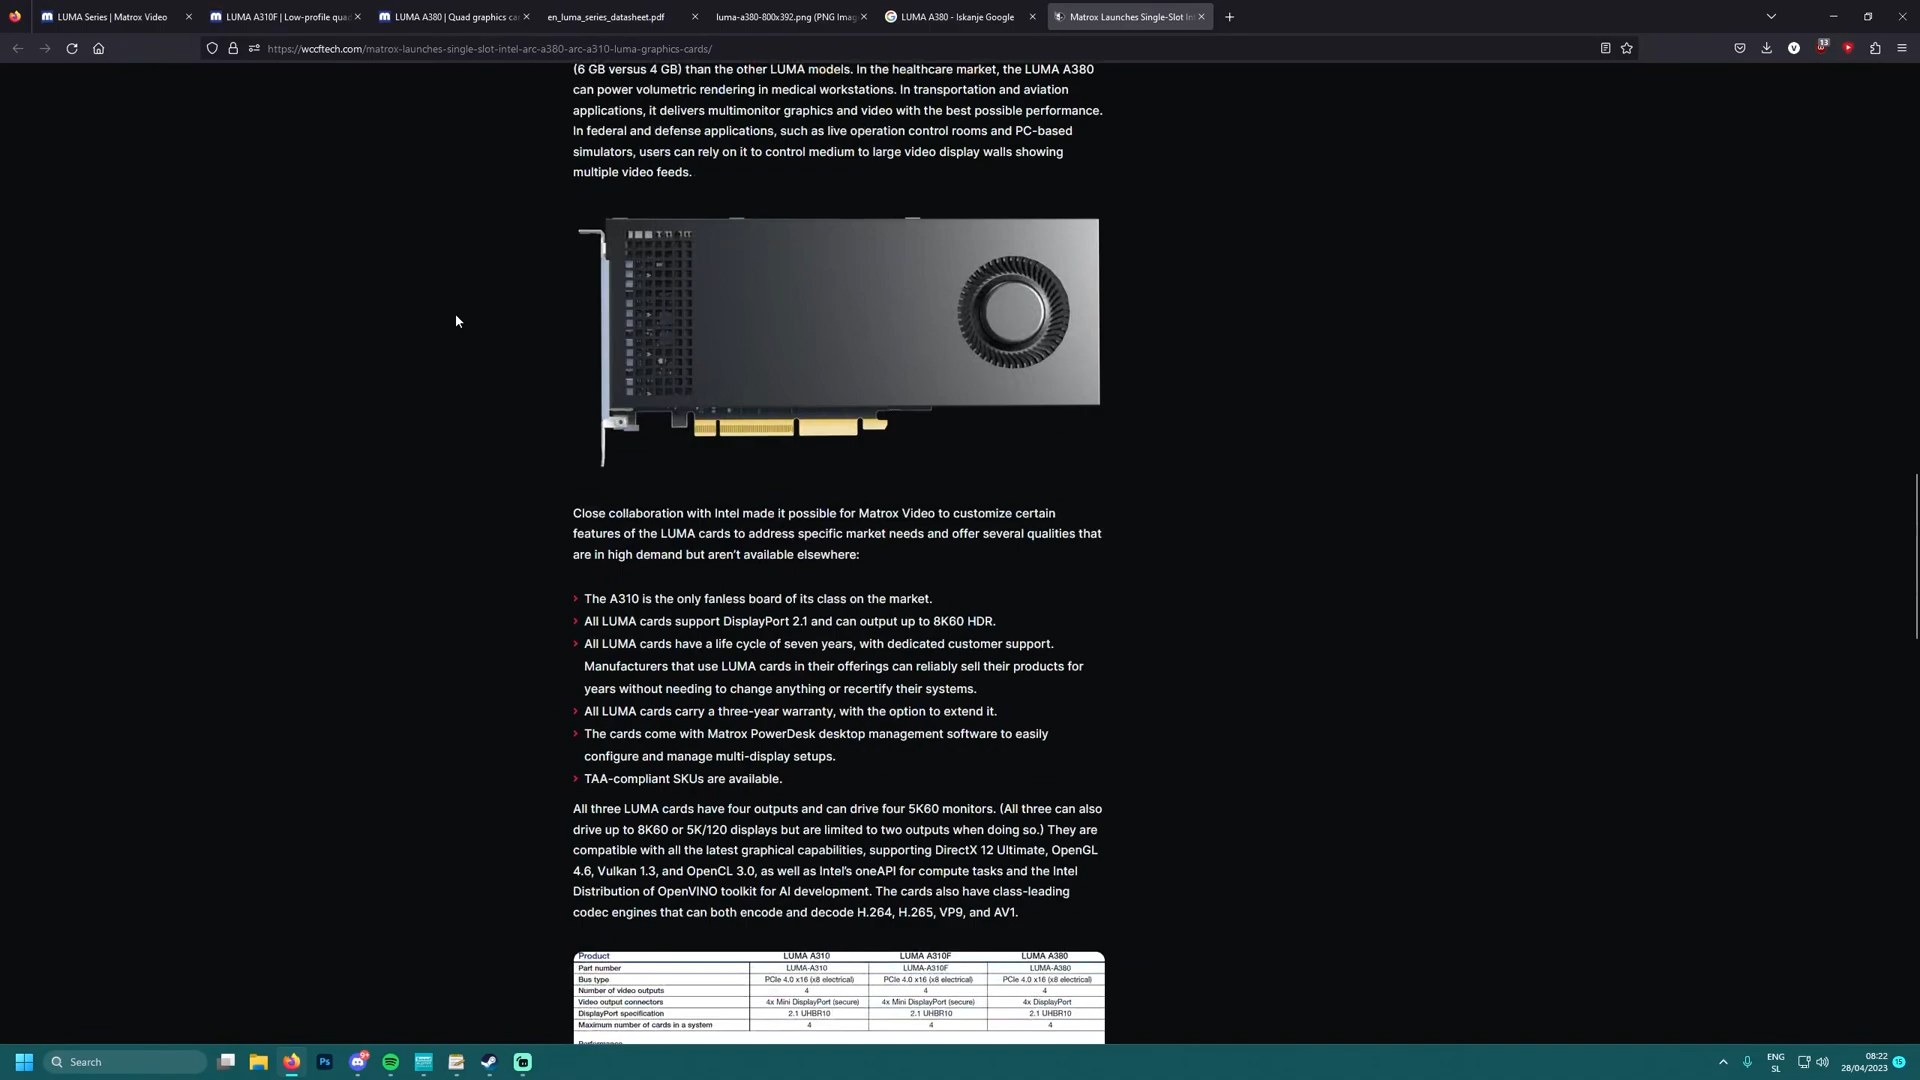 LUMA Series | Matrox Video
LUMA A310F | Low-profile qua
LUMA A380 | Quad graphics ca
en_luma_series_datasheet.pdf
luma-a380-800x392.png (PNG Imag
LUMA A380 - Iskanje Google
Matrox Launches Single-Slot In
https://wccftech.com/matrox-launches-single-slot-intel-arc-a380-arc-a310-luma-graphics-cards/
13
(6 GB versus 4 GB) than the other LUMA models. In the healthcare market, the LUMA A380
can power volumetric rendering in medical workstations. In transportation and aviation
applications, it delivers multimonitor graphics and video with the best possible performance.
In federal and defense applications, such as live operation control rooms and PC-based
simulators, users can rely on it to control medium to large video display walls showing
multiple video feeds.
Close collaboration with Intel made it possible for Matrox Video to customize certain
features of the LUMA cards to address specific market needs and offer several qualities that
are in high demand but aren't available elsewhere:
The A310 is the only fanless board of its class on the market.
All LUMA cards support DisplayPort 2.1 and can output up to 8K60 HDR.
All LUMA cards have a life cycle of seven years, with dedicated customer support.
Manufacturers that use LUMA cards in their offerings can reliably sell their products for
years without needing to change anything or recertify their systems.
All LUMA cards carry a three-year warranty, with the option to extend it.
The cards come with Matrox PowerDesk desktop management software to easily
configure and manage multi-display setups.
TAA-compliant SKUs are available.
All three LUMA cards have four outputs and can drive four 5K60 monitors. (All three can also
drive up to 8K60 or 5K/120 displays but are limited to two outputs when doing so.) They are
compatible with all the latest graphical capabilities, supporting DirectX 12 Ultimate, OpenGL
4.6, Vulkan 1.3, and OpenCL 3.0, as well as Intel's oneAPI for compute tasks and the Intel
Distribution of OpenVINO toolkit for AI development. The cards also have class-leading
codec engines that can both encode and decode H.264, H.265, VP9, and AV1.
Product LUMA A310 LUMA A310F LUMA A380
Part number LUMA-A310 LUMA-A310F LUMA-A380
Bus type PCIe 4.0 x16 (x8 electrical) PCIe 4.0 x16 (x8 electrical) PCIe 4.0 x16 (x8 electrical)
Number of video outputs 4 4 4
Video output connectors 4x Mini DisplayPort (secure) 4x Mini DisplayPort (secure) 4x DisplayPort
DisplayPort specification 2.1 UHBR10 2.1 UHBR10 2.1 UHBR10
Maximum number of cards in a system 4 4 4
Search
Ps
ENG
SL
08:22
28/04/2023
15